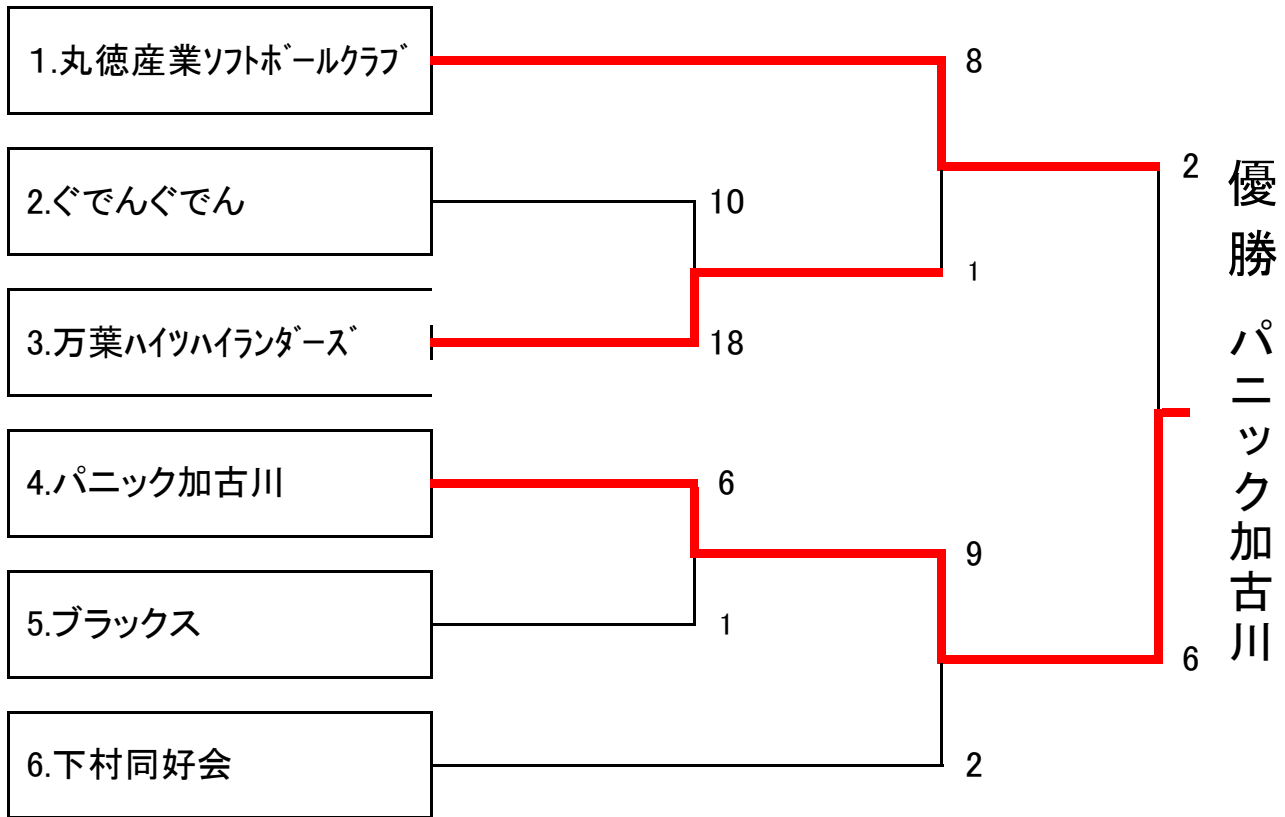 1.丸徳産業ｿﾌﾄﾎﾞｰﾙｸﾗﾌﾞ
8
2.ぐでんぐでん
10
2
1
3.万葉ﾊｲﾂﾊｲﾗﾝﾀﾞｰｽﾞ
18
4.パニック加古川
6
9
5.ブラックス
1
6
6.下村同好会
2
優勝 パニック加古川